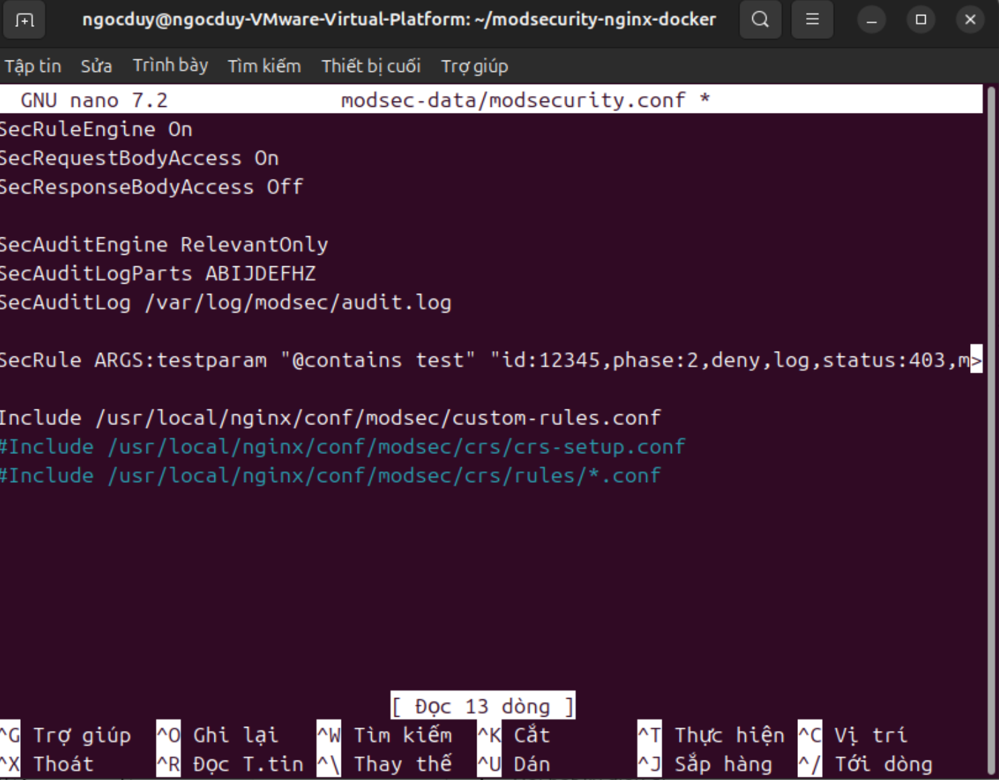 ngocduy@ngocduy-VMware-Virtual-Platform: ~/modsecurity-nginx-docker
Tập tin Sửa Trình bày Tìm kiếm Thiết bị cuối Trợ giúp
GNU nano 7.2 modsec-data/modsecurity.conf *
SecRuleEngine On
SecRequestBodyAccess On
SecResponseBodyAccess Off
SecAuditEngine RelevantOnly
SecAuditLogParts ABIJDEFHZ
SecAuditLog /var/log/modsec/audit.log
SecRule ARGS:testparam "@contains test" "id:12345,phase:2,deny,log,status:403,m>
Include /usr/local/nginx/conf/modsec/custom-rules.conf
#Include /usr/local/nginx/conf/modsec/crs/crs-setup.conf
#Include /usr/local/nginx/conf/modsec/crs/rules/*.conf
[ Đọc 13 dòng ]
^G Trợ giúp ^O Ghi lại ^W Tìm kiếm ^K Cắt ^T Thực hiện ^C Vị trí
^X Thoát ^R Đọc T.tin ^\ Thay thế ^U Dán ^J Sắp hàng ^/ Tới dòng